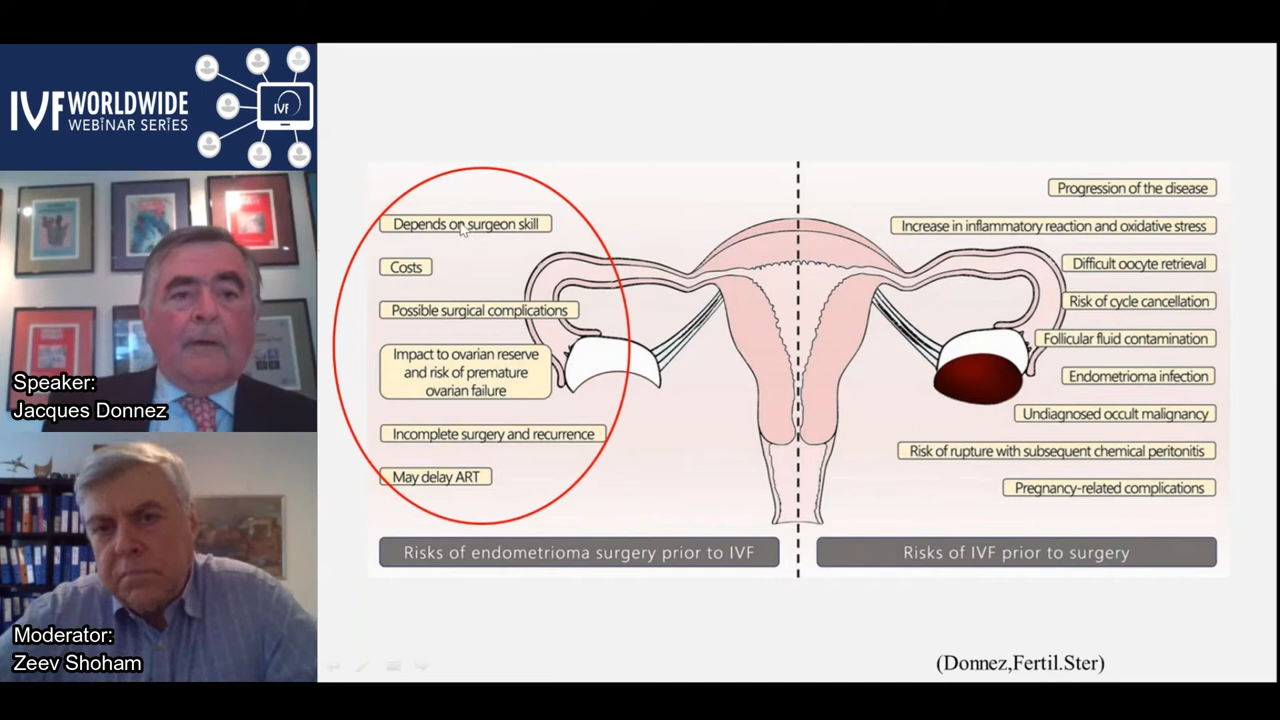 IVF WORLDWIDE
WEBINAR SERIES
IVF
Speaker:
Jacques Donnez
Moderator:
Zeev Shoham
Depends on surgeon skill
Costs
Possible surgical complications
Impact to ovarian reserve
and risk of premature
ovarian failure
Incomplete surgery and recurrence
May delay ART
Risks of endometrioma surgery prior to IVF
Progression of the disease
Increase in inflammatory reaction and oxidative stress
Difficult oocyte retrieval
Risk of cycle cancellation
Follicular fluid contamination
Endometrioma infection
Undiagnosed occult malignancy
Risk of rupture with subsequent chemical peritonitis
Pregnancy-related complications
Risks of IVF prior to surgery
(Donnez,Fertil.Ster)